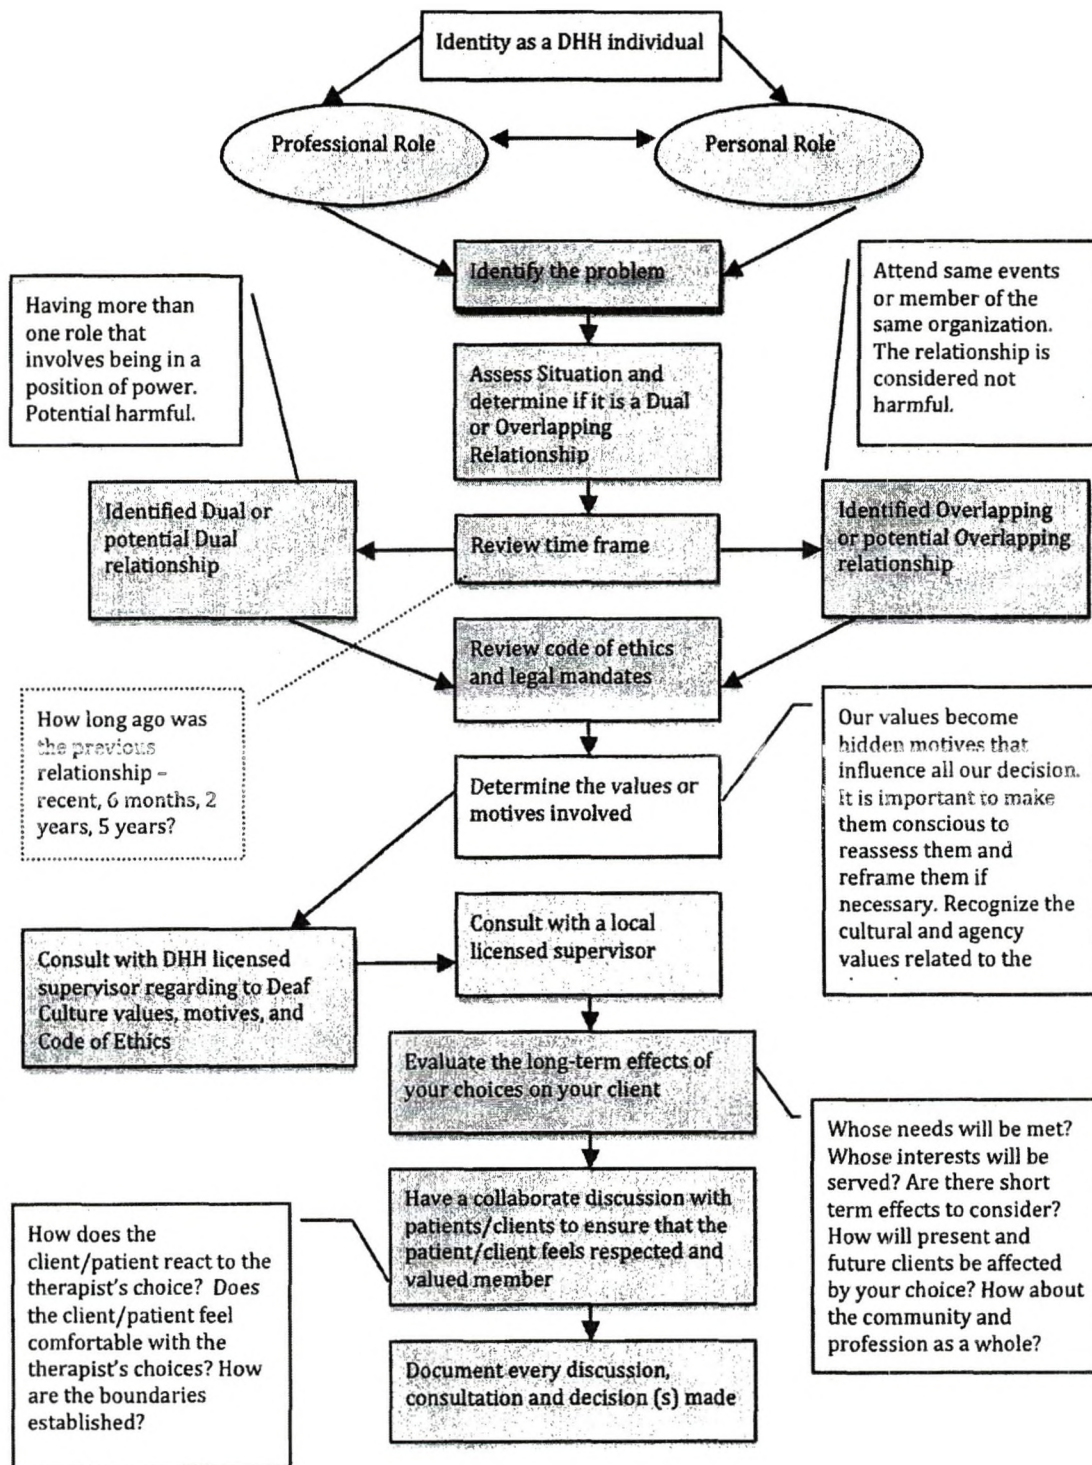 Identity as a DHH individual
Professional Role
Personal Role
Identify the problem
Having more than
one role that
involves being in a
position of power.
Potential harmful.
Attend same events
or member of the
same organization.
The relationship is
considered not
harmful.
Assess Situation and
determine if it is a Dual
or Overlapping
Relationship
Identified Dual or
potential Dual
relationship
Review time frame
Identified Overlapping
or potential Overlapping
relationship
Review code of ethics
and legal mandates
How long ago was
the previous
relationship –
recent, 6 months, 2
years, 5 years?
Determine the values or
motives involved
Our values become
hidden motives that
influence all our decision.
It is important to make
them conscious to
reassess them and
reframe them if
necessary. Recognize the
cultural and agency
values related to the
Consult with DHH licensed
supervisor regarding to Deaf
Culture values, motives, and
Code of Ethics
Consult with a local
licensed supervisor
Evaluate the long-term effects of
your choices on your client
Whose needs will be met?
Whose interests will be
served? Are there short
term effects to consider?
How will present and
future clients be affected
by your choice? How about
the community and
profession as a whole?
Have a collaborate discussion with
patients/clients to ensure that the
patient/client feels respected and
valued member
How does the
client/patient react to the
therapist's choice? Does
the client/patient feel
comfortable with the
therapist's choices? How
are the boundaries
established?
Document every discussion,
consultation and decision (s) made